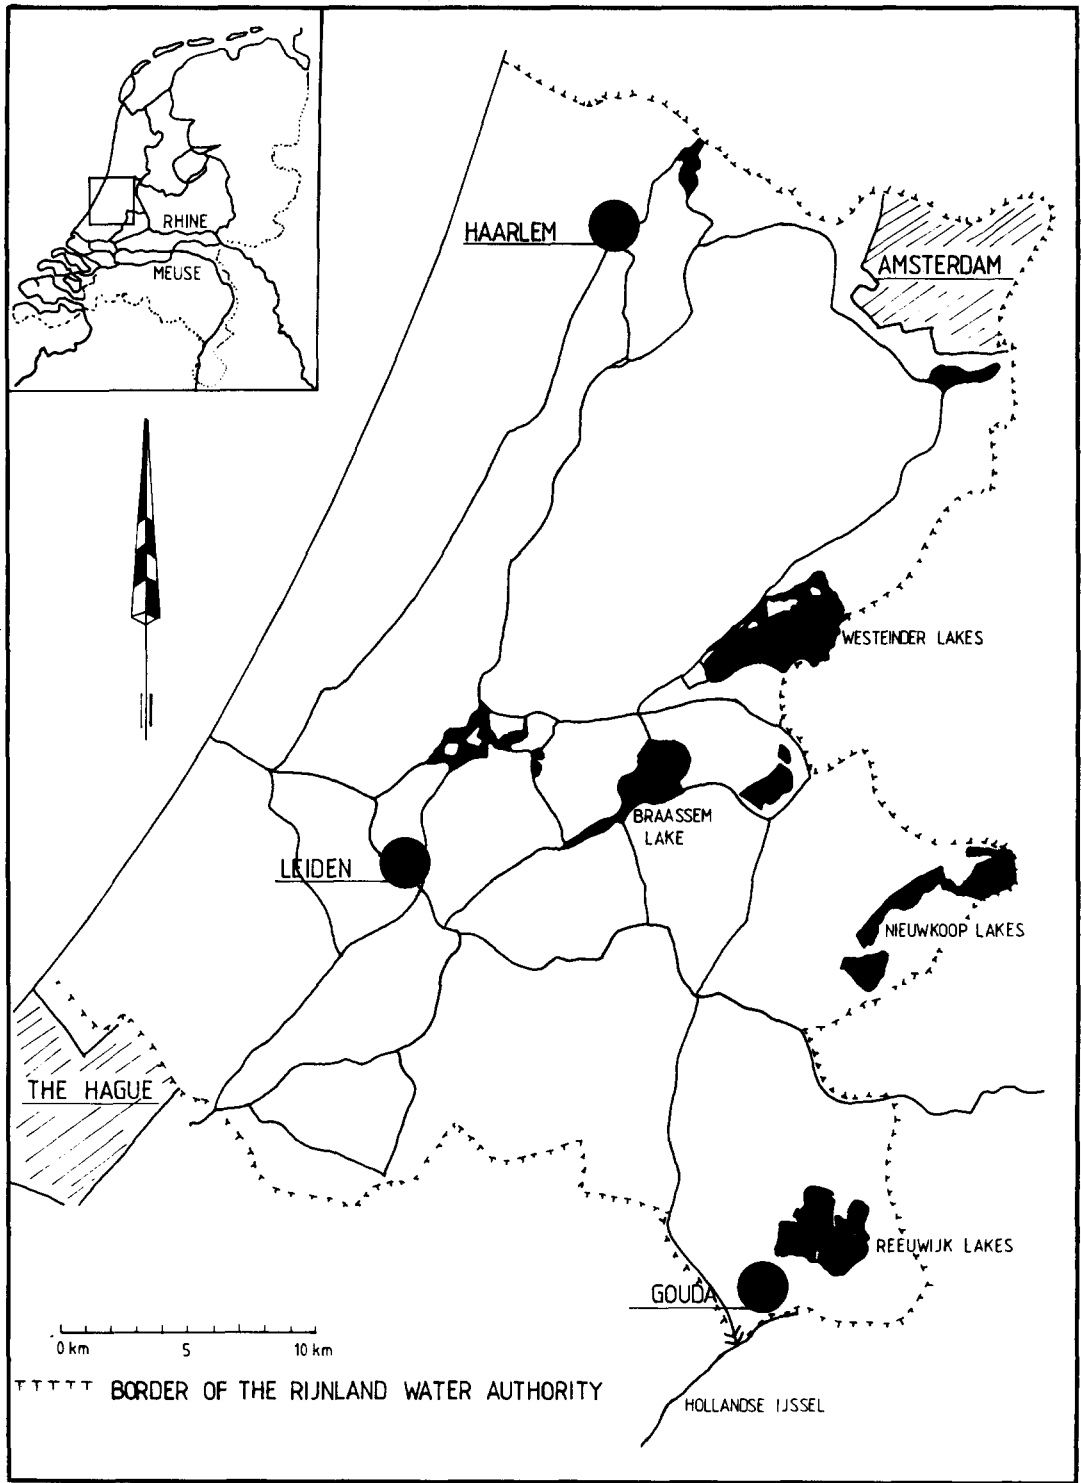 RHINE
MEUSE
HAARLEM
AMSTERDAM
WESTEINDER LAKES
BRAASSEM
LAKE
LEIDEN
NIEUWKOOP LAKES
THE HAGUE
REEUWIJK LAKES
GOUDA
0 km 5 10 km
BORDER OF THE RIJNLAND WATER AUTHORITY
HOLLANDSE IJSSEL